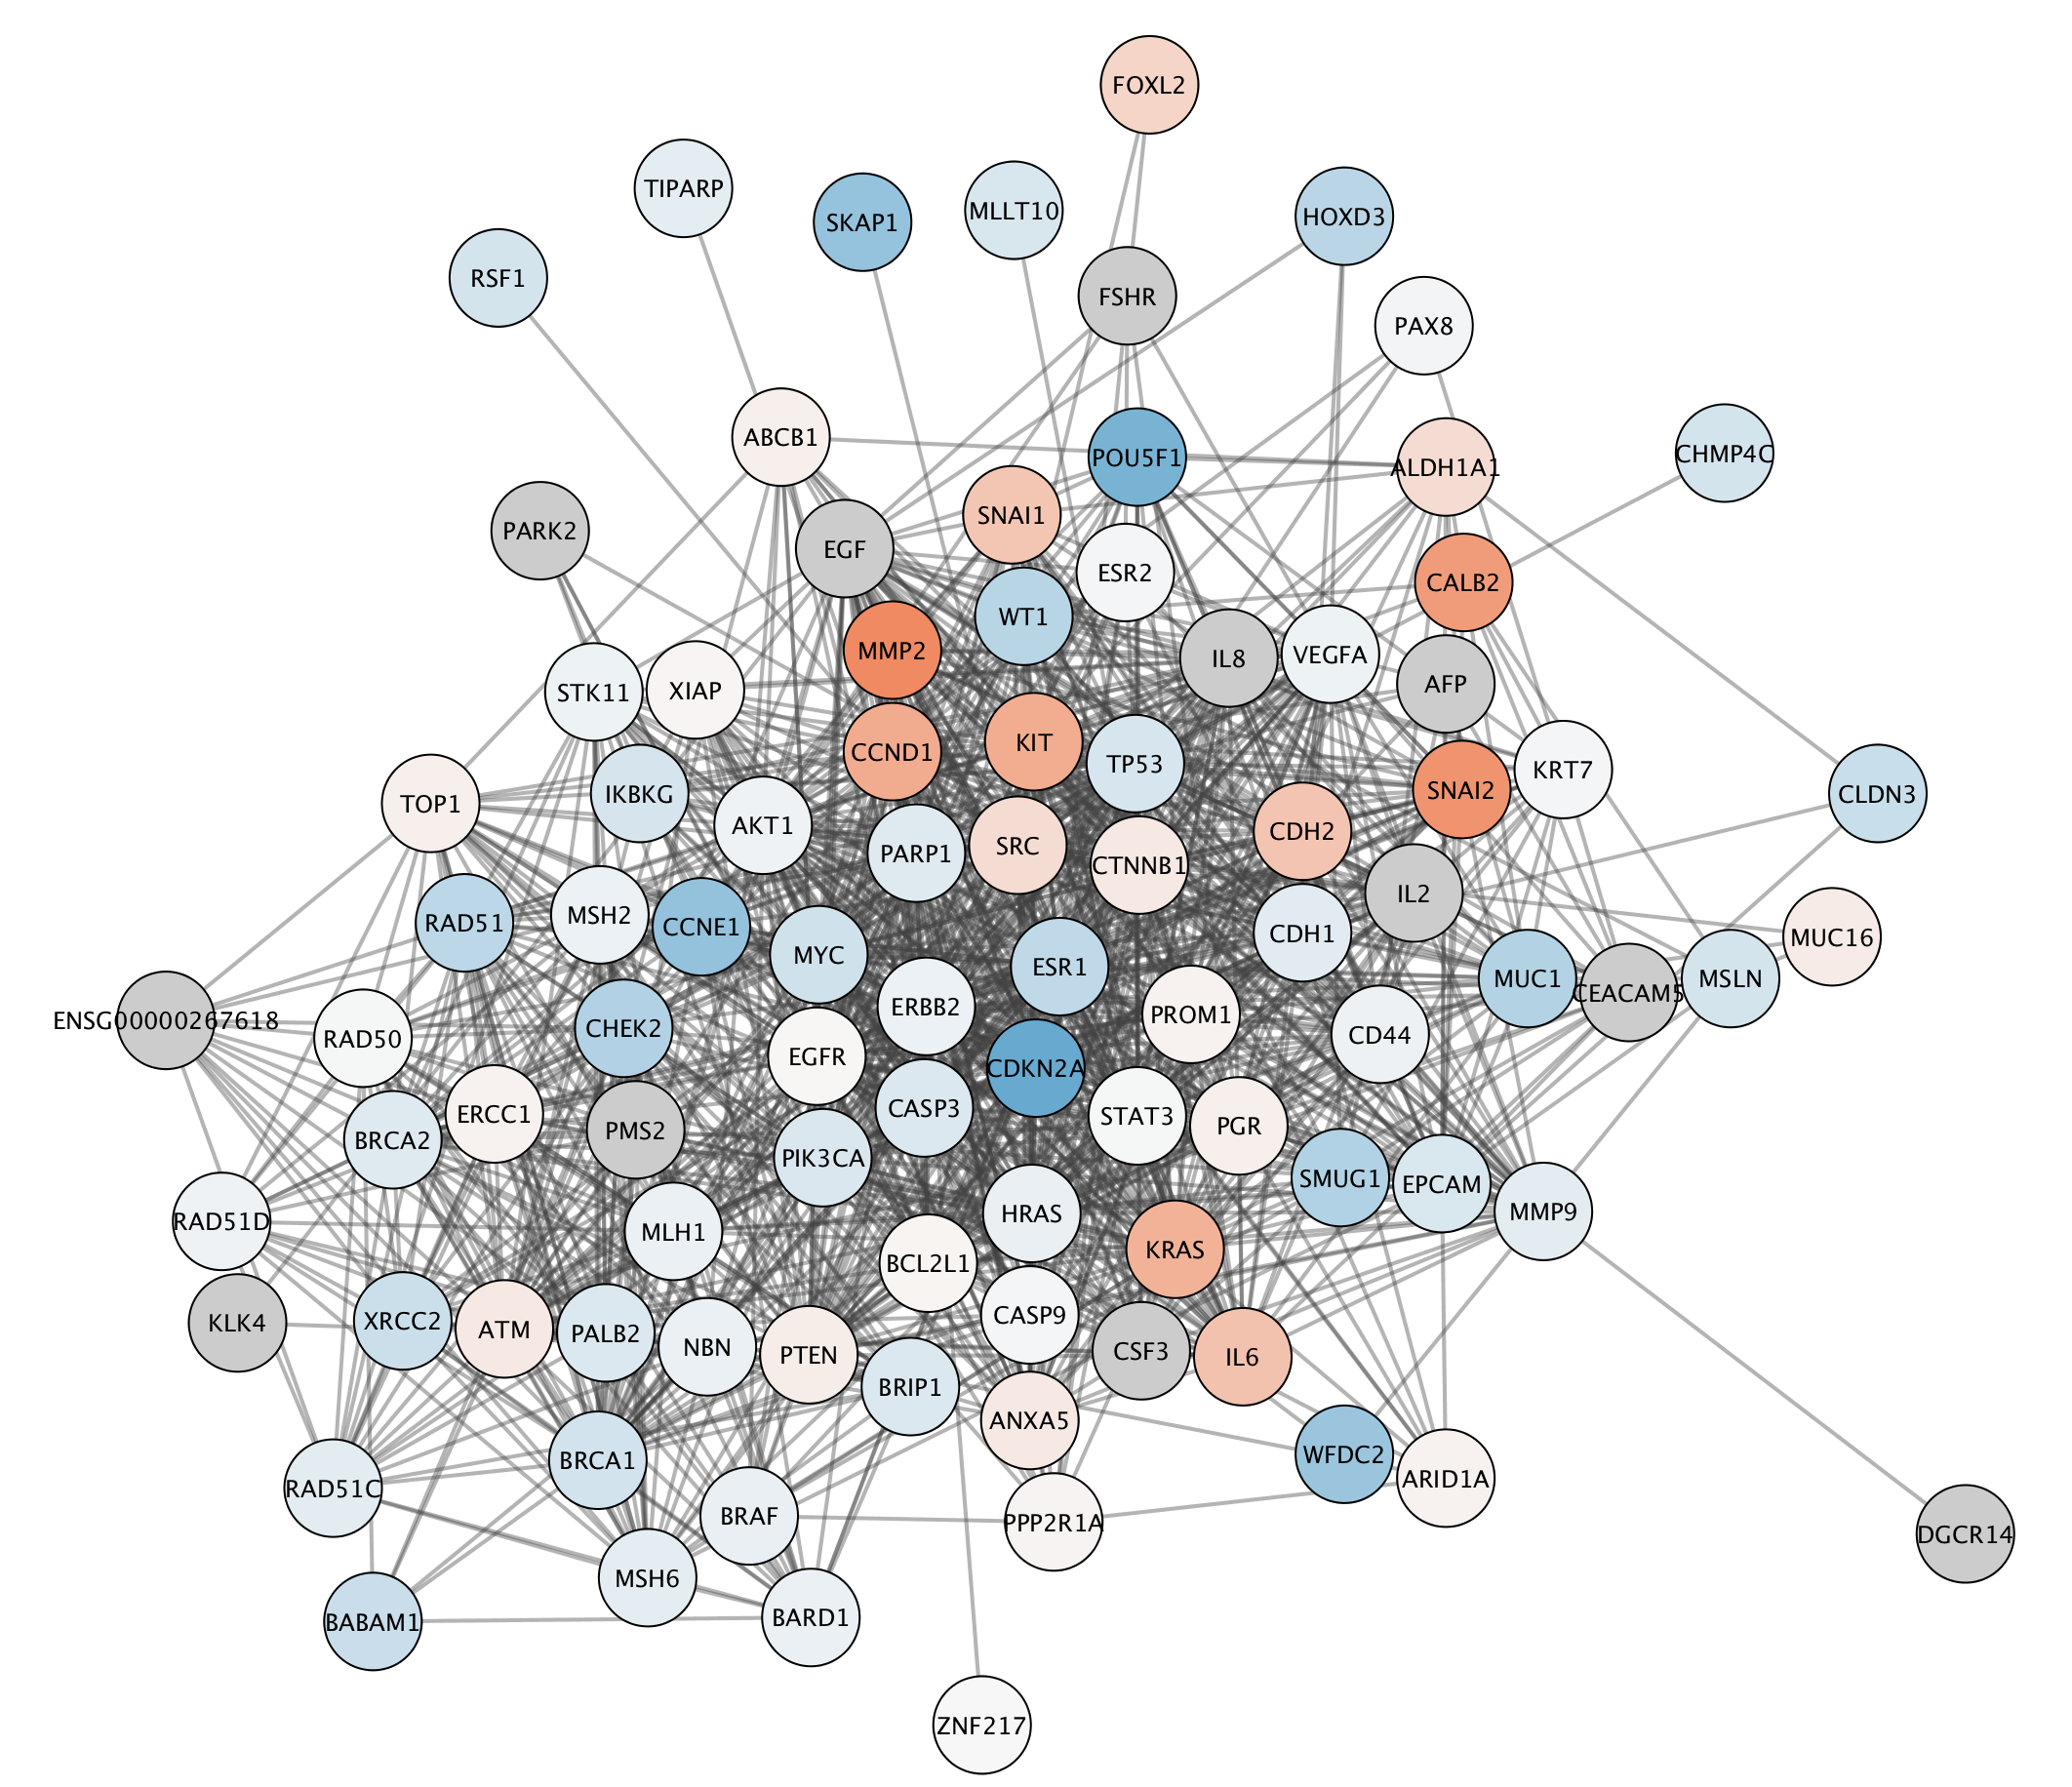 FOXL2
TIPARP
SKAP1
MLLT10
HOXD3
RSF1
FSHR
PAX8
ABCB1
POU5F1
ALDH1A1
CHMP4C
PARK2
EGF
SNAI1
ESR2
CALB2
WT1
MMP2
IL8
VEGFA
AFP
STK11
XIAP
CCND1
KIT
TP53
SNAI2
KRT7
TOP1
IKBKG
AKT1
PARP1
SRC
CTNNB1
CDH2
CLDN3
IL2
RAD51
MSH2
CCNE1
MYC
ESR1
CDH1
MUC16
MUC1
CEACAM5
MSLN
ENSG00000267618
RAD50
CHEK2
EGFR
ERBB2
PROM1
CD44
CDKN2A
BRCA2
ERCC1
PMS2
CASP3
STAT3
PGR
PIK3CA
SMUG1
EPCAM
MMP9
RAD51D
MLH1
HRAS
KRAS
BCL2L1
KLK4
XRCC2
ATM
PALB2
NBN
PTEN
CASP9
CSF3
IL6
BRIP1
ANXA5
RAD51C
BRCA1
BRAF
WFDC2
ARID1A
PPP2R1A
DGCR14
MSH6
BABAM1
BARD1
ZNF217